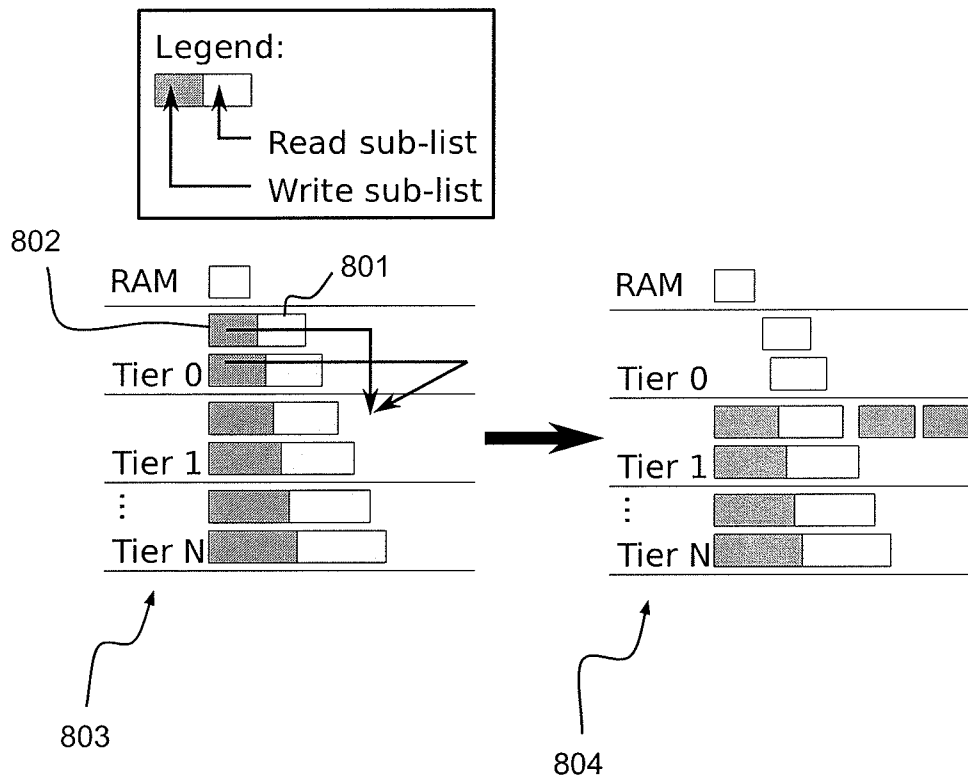 Legend:
Read sub-list
Write sub-list
802
801
RAM
Tier 0
Tier 1
⋮
Tier N
803
RAM
Tier 0
Tier 1
⋮
Tier N
804